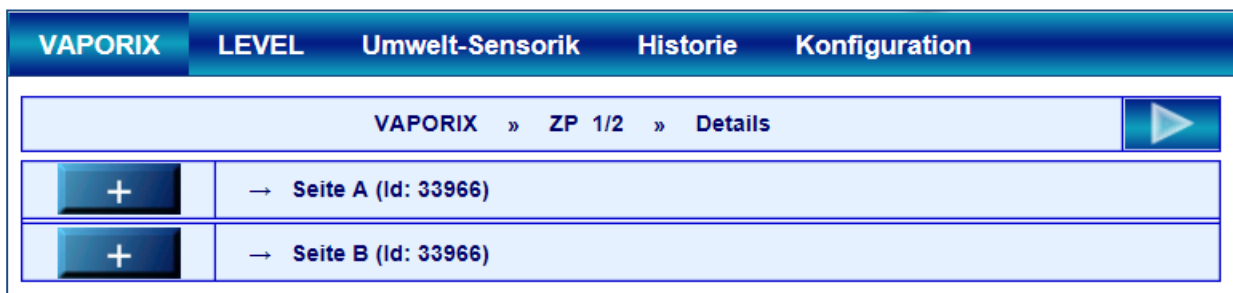 VAPORIX LEVEL Umwelt-Sensorik Historie Konfiguration
VAPORIX » ZP 1/2 » Details
+ → Seite A (Id: 33966)
+ → Seite B (Id: 33966)